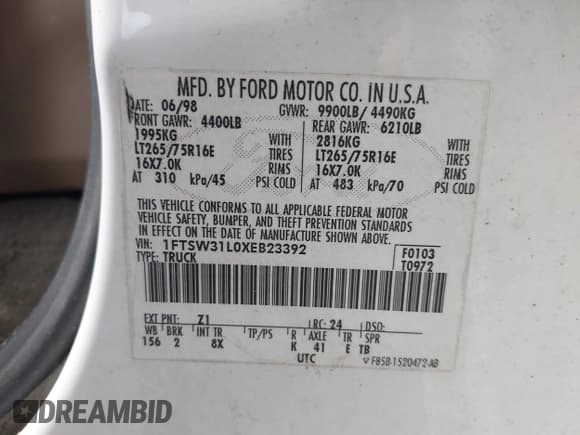 MFD. BY FORD MOTOR CO. IN U.S.A.
DATE: 06/98 GVWR: 9900LB/ 4490KG
FRONT GAWR: 4400LB REAR GAWR: 6210LB
1995KG WITH 2816KG WITH
LT265/75R16E TIRES LT265/75R16E TIRES
16X7.0K RIMS 16X7.0K RIMS
AT 310 kPa/45 PSI COLD AT 483 kPa/70 PSI COLD
THIS VEHICLE CONFORMS TO ALL APPLICABLE FEDERAL MOTOR
VEHICLE SAFETY, BUMPER, AND THEFT PREVENTION STANDARDS
IN EFFECT ON THE DATE OF MANUFACTURE SHOWN ABOVE.
VIN: 1FTSW31L0XEB23392 F0103
TYPE: TRUCK T0972
EXT PNT: Z1 RC: 24 DSO:
WB BRK INT TR TP/PS R AXLE TR SPR
156 2 8X K 41 E TB
UTC F85B-1520472-AB
DREAMBID